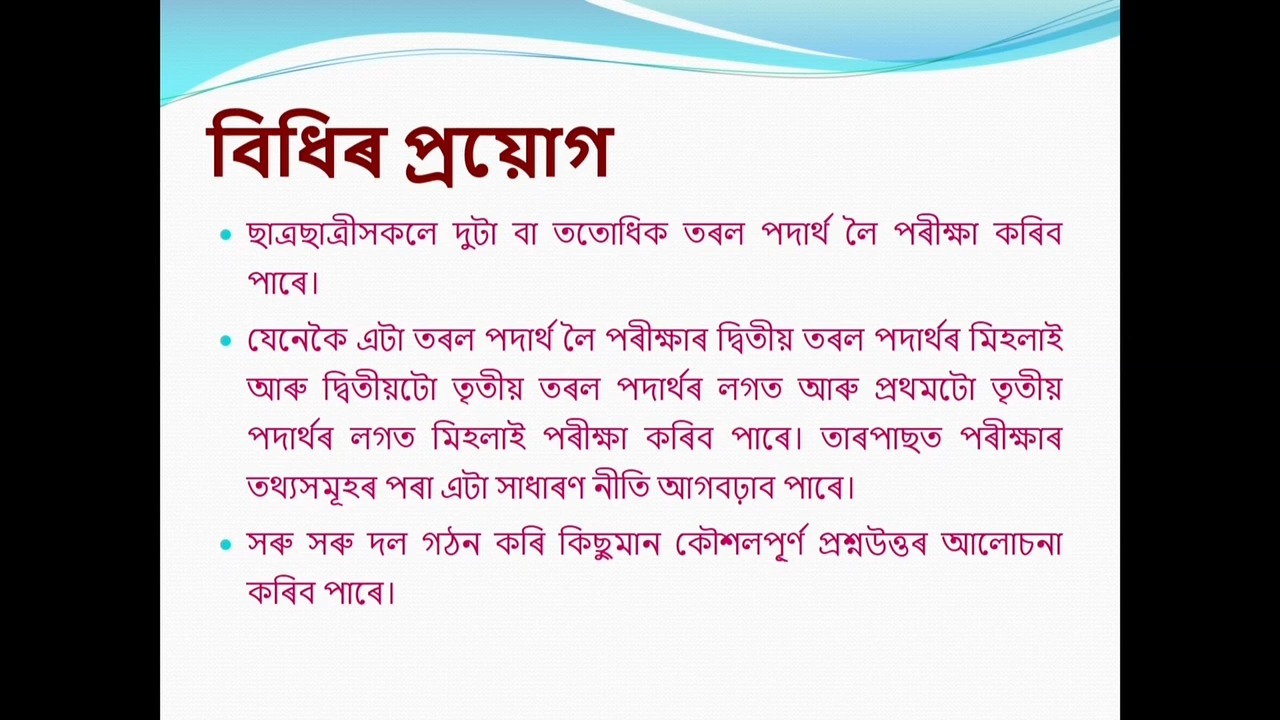 বিধিৰ প্ৰয়োগ
• ছাত্ৰছাত্ৰীসকলে দুটা বা ততোধিক তৰল পদাৰ্থ লৈ পৰীক্ষা কৰিব
পাৰে।
• যেনেকৈ এটা তৰল পদাৰ্থ লৈ পৰীক্ষাৰ দ্বিতীয় তৰল পদাৰ্থৰ মিহলাই
আৰু দ্বিতীয়টো তৃতীয় তৰল পদাৰ্থৰ লগত আৰু প্ৰথমটো তৃতীয়
পদাৰ্থৰ লগত মিহলাই পৰীক্ষা কৰিব পাৰে। তাৰপাছত পৰীক্ষাৰ
তথ্যসমূহৰ পৰা এটা সাধাৰণ নীতি আগবঢ়াব পাৰে।
• সৰু সৰু দল গঠন কৰি কিছুমান কৌশলপূৰ্ণ প্ৰশ্নউত্তৰ আলোচনা
কৰিব পাৰে।